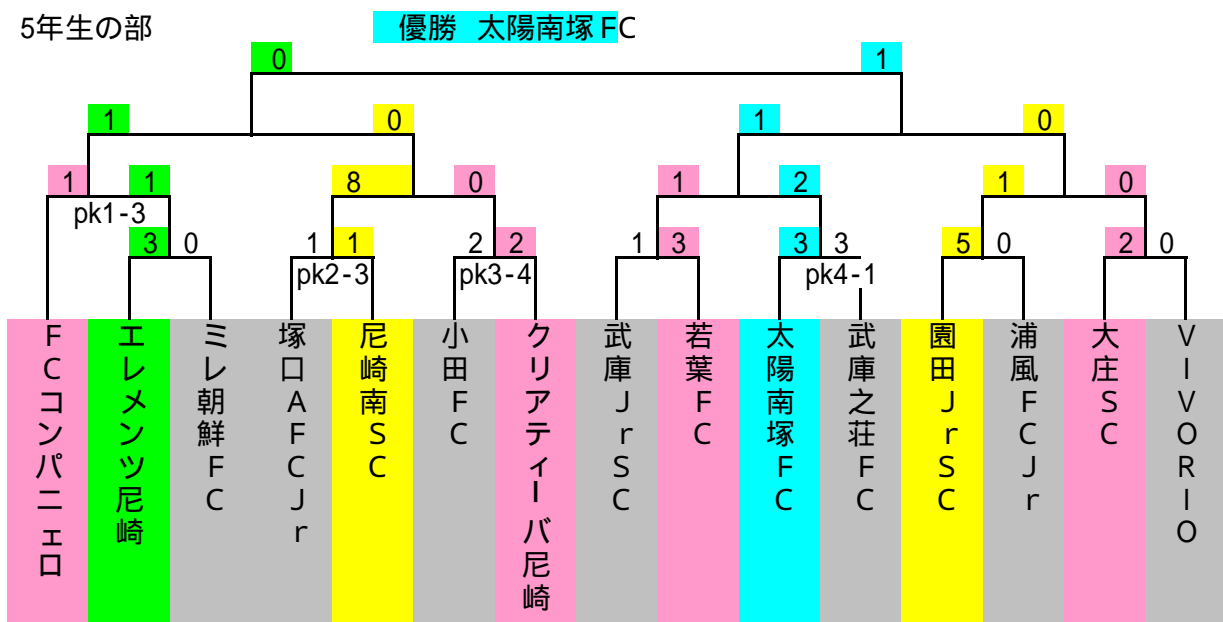 5年生の部
優勝 太陽南塚FC
0 1
1 0 1 0
1 1 8 0 1 2 1 0
pk1-3
3 0 1 1 2 2 1 3 3 3 5 0 2 0
pk2-3 pk3-4 pk4-1
FCコンパニェロ
エレメンツ尼崎
ミレ朝鮮FC
塚口AFCJr
尼崎南SC
小田FC
クリアティーバ尼崎
武庫JrSC
若葉FC
太陽南塚FC
武庫之荘FC
園田JrSC
浦風FCJr
大庄SC
VIVORIO